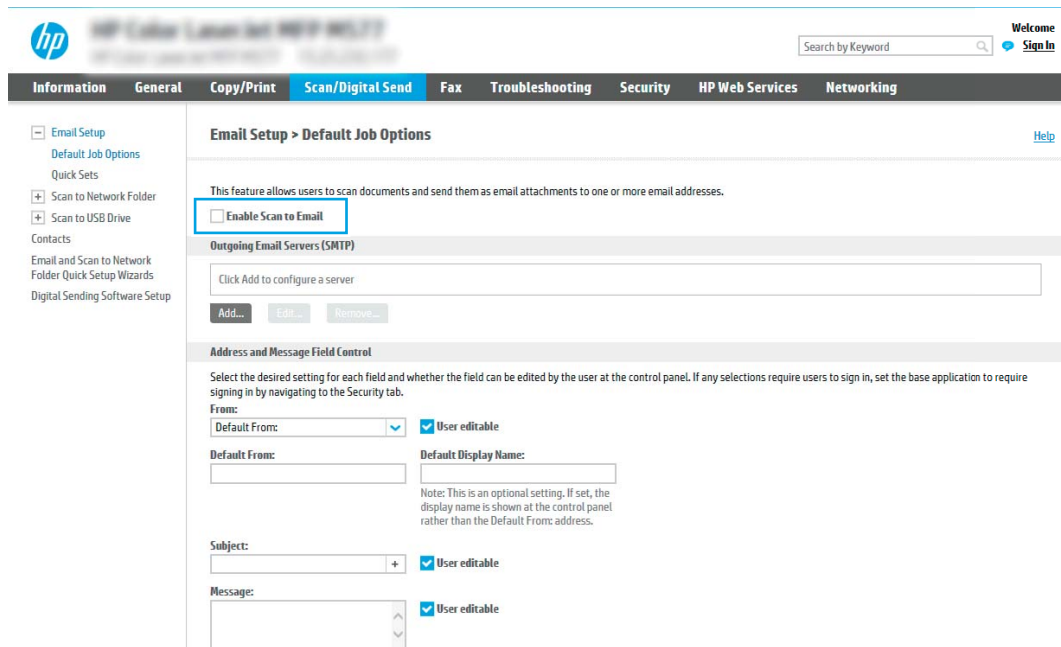 hp
HP Color LaserJet MFP M577
Welcome
Search by Keyword
Sign In
Information General Copy/Print Scan/Digital Send Fax Troubleshooting Security HP Web Services Networking
Email Setup
Default Job Options
Quick Sets
Scan to Network Folder
Scan to USB Drive
Contacts
Email and Scan to Network
Folder Quick Setup Wizards
Digital Sending Software Setup
Email Setup > Default Job Options
Help
This feature allows users to scan documents and send them as email attachments to one or more email addresses.
Enable Scan to Email
Outgoing Email Servers (SMTP)
Click Add to configure a server
Add... Edit... Remove...
Address and Message Field Control
Select the desired setting for each field and whether the field can be edited by the user at the control panel. If any selections require users to sign in, set the base application to require
signing in by navigating to the Security tab.
From:
Default From: User editable
Default From: Default Display Name:
Note: This is an optional setting. If set, the
display name is shown at the control panel
rather than the Default From: address.
Subject:
+ User editable
Message:
User editable